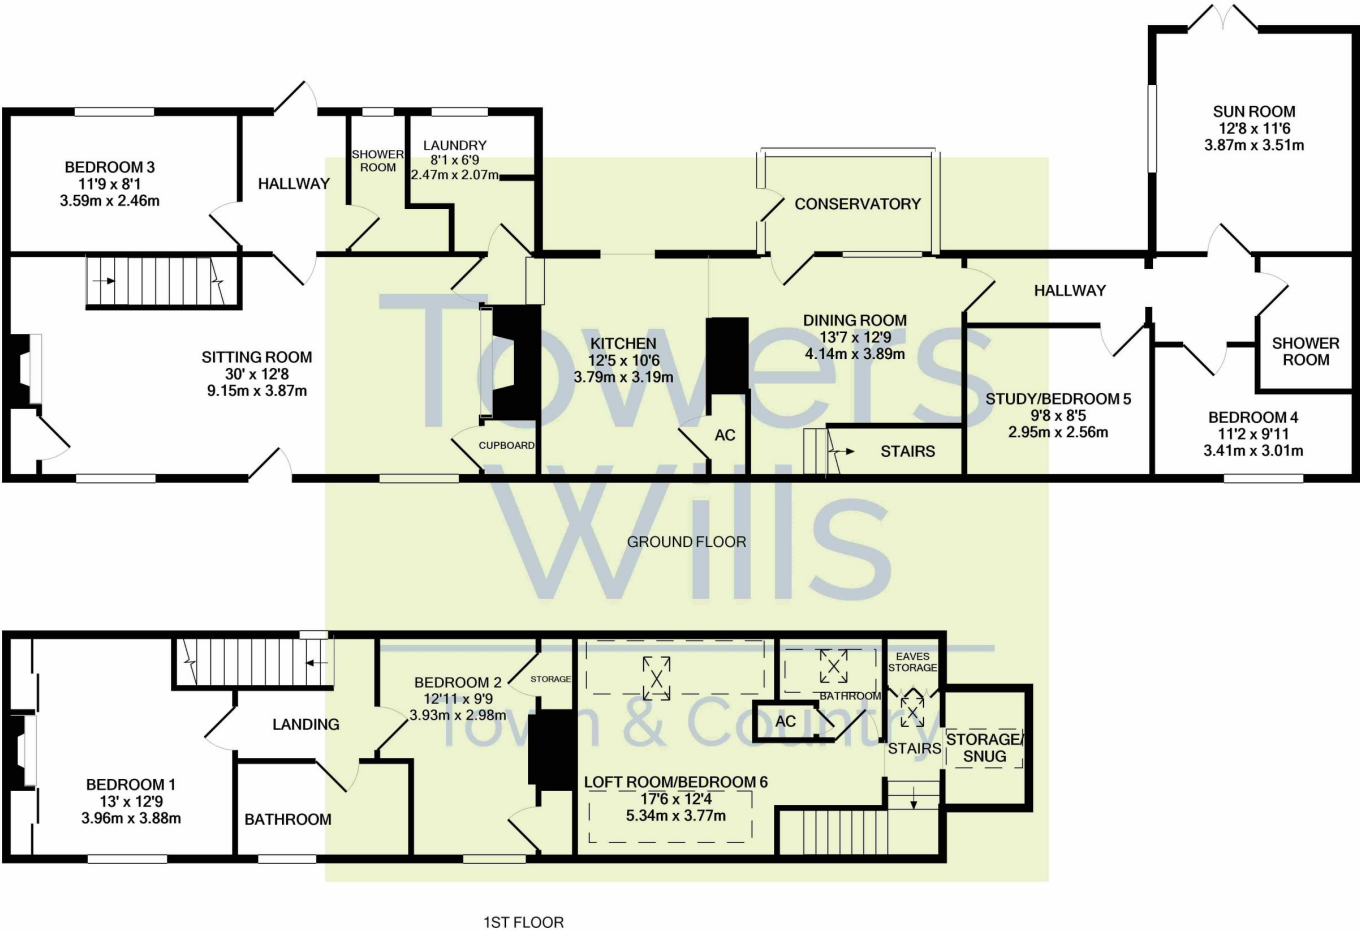 SUN ROOM
12'8 x 11'6
3.87m x 3.51m
BEDROOM 3
11'9 x 8'1
3.59m x 2.46m
HALLWAY
SHOWER
ROOM
LAUNDRY
8'1 x 6'9
2.47m x 2.07m
CONSERVATORY
SITTING ROOM
30' x 12'8
9.15m x 3.87m
CUPBOARD
KITCHEN
12'5 x 10'6
3.79m x 3.19m
AC
DINING ROOM
13'7 x 12'9
4.14m x 3.89m
STAIRS
HALLWAY
STUDY/BEDROOM 5
9'8 x 8'5
2.95m x 2.56m
SHOWER
ROOM
BEDROOM 4
11'2 x 9'11
3.41m x 3.01m
Towers
Wills
Town & Country
GROUND FLOOR
BEDROOM 1
13' x 12'9
3.96m x 3.88m
LANDING
BATHROOM
BEDROOM 2
12'11 x 9'9
3.93m x 2.98m
STORAGE
LOFT ROOM/BEDROOM 6
17'6 x 12'4
5.34m x 3.77m
AC
BATHROOM
EAVES
STORAGE
STAIRS
STORAGE/
SNUG
1ST FLOOR